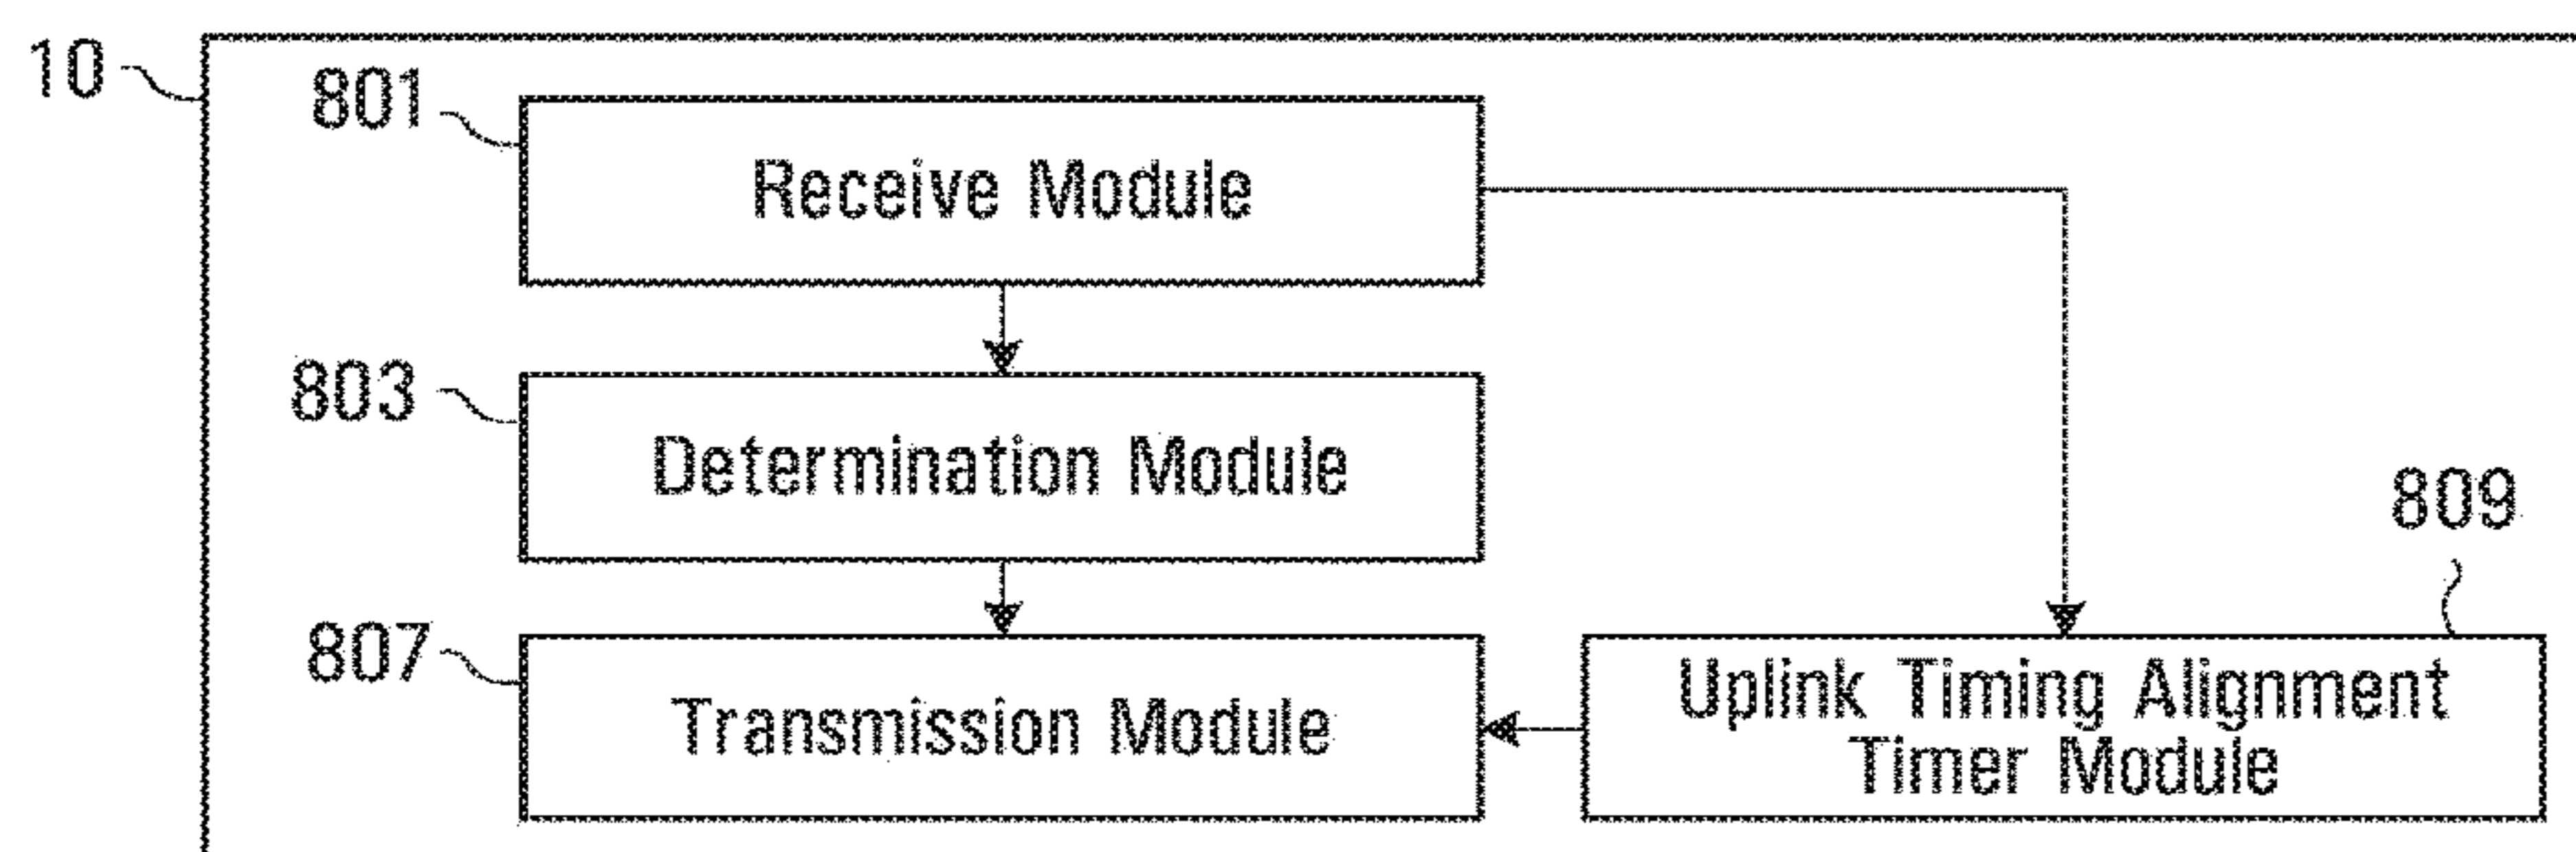 10
801
Receive Module
803
Determination Module
809
807
Transmission Module
Uplink Timing Alignment
Timer Module